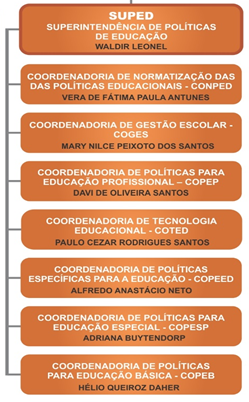 SUPED
SUPERINTENDÊNCIA DE POLÍTICAS
DE EDUCAÇÃO
WALDIR LEONEL
COORDENADORIA DE NORMATIZAÇÃO DAS
DAS POLÍTICAS EDUCACIONAIS - CONPED
VERA DE FÁTIMA PAULA ANTUNES
COORDENADORIA DE GESTÃO ESCOLAR -
COGES
MARY NILCE PEIXOTO DOS SANTOS
COORDENADORIA DE POLÍTICAS PARA
EDUCAÇÃO PROFISSIONAL – COPEP
DAVI DE OLIVEIRA SANTOS
COORDENADORIA DE TECNOLOGIA
EDUCACIONAL - COTED
PAULO CEZAR RODRIGUES SANTOS
COORDENADORIA DE POLÍTICAS
ESPECÍFICAS PARA A EDUCAÇÃO - COPEED
ALFREDO ANASTÁCIO NETO
COORDENADORIA DE POLÍTICAS PARA
EDUCAÇÃO ESPECIAL - COPESP
ADRIANA BUYTENDORP
COORDENADORIA DE POLÍTICAS
PARA EDUCAÇÃO BÁSICA - COPEB
HÉLIO QUEIROZ DAHER